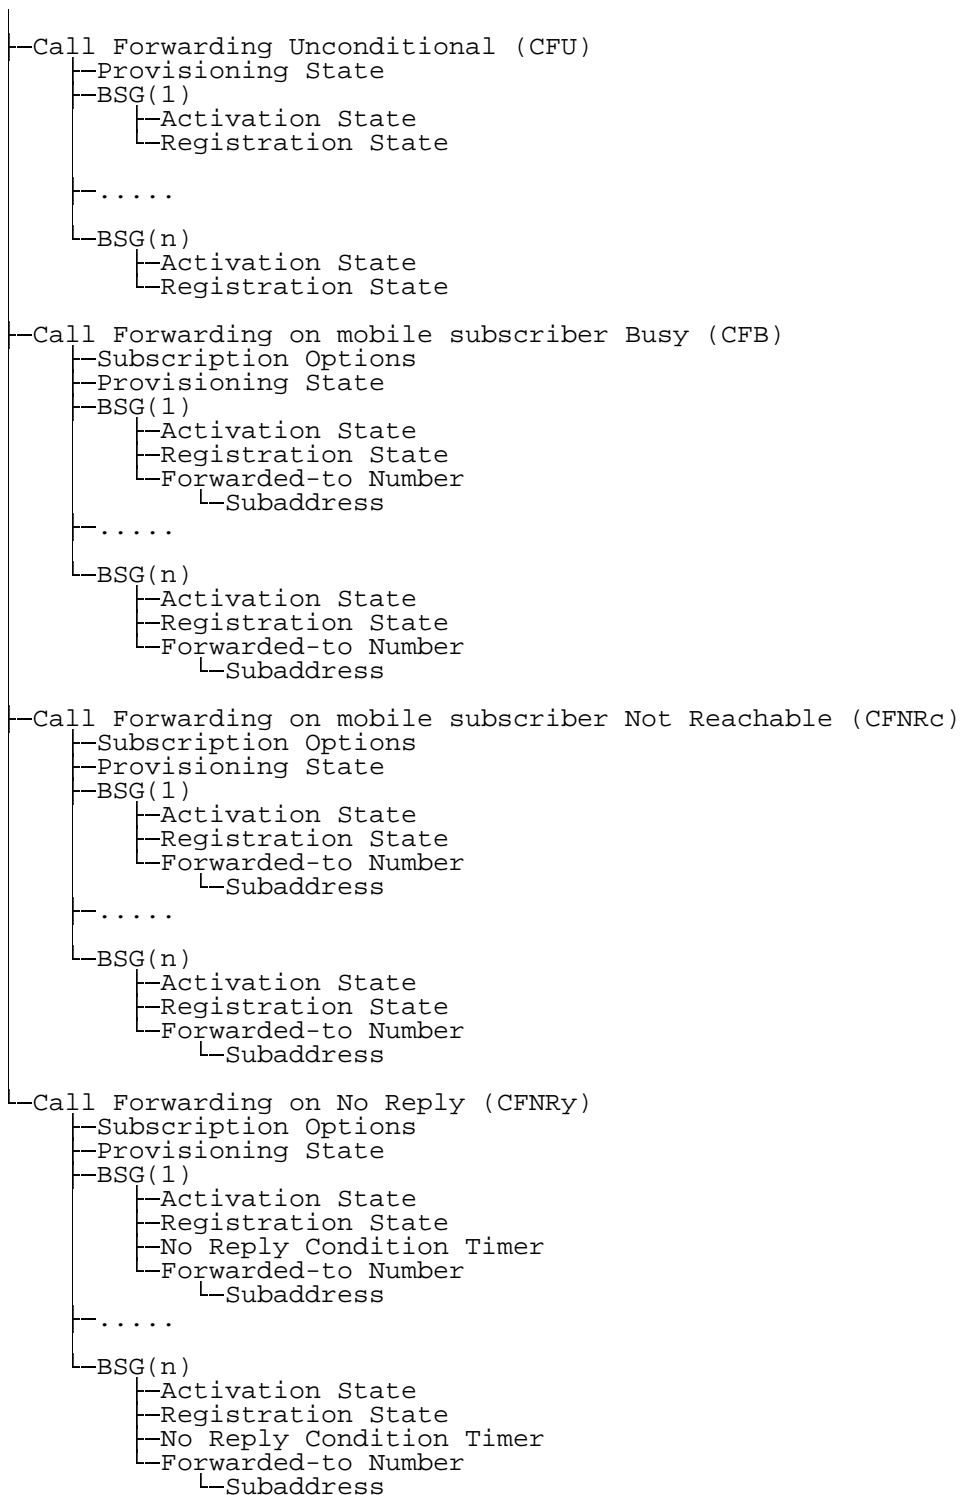 Call Forwarding Unconditional (CFU)
Provisioning State
BSG(1)
Activation State
Registration State
.....
BSG(n)
Activation State
Registration State
Call Forwarding on mobile subscriber Busy (CFB)
Subscription Options
Provisioning State
BSG(1)
Activation State
Registration State
Forwarded-to Number
Subaddress
.....
BSG(n)
Activation State
Registration State
Forwarded-to Number
Subaddress
Call Forwarding on mobile subscriber Not Reachable (CFNRc)
Subscription Options
Provisioning State
BSG(1)
Activation State
Registration State
Forwarded-to Number
Subaddress
.....
BSG(n)
Activation State
Registration State
Forwarded-to Number
Subaddress
Call Forwarding on No Reply (CFNRy)
Subscription Options
Provisioning State
BSG(1)
Activation State
Registration State
No Reply Condition Timer
Forwarded-to Number
Subaddress
.....
BSG(n)
Activation State
Registration State
No Reply Condition Timer
Forwarded-to Number
Subaddress